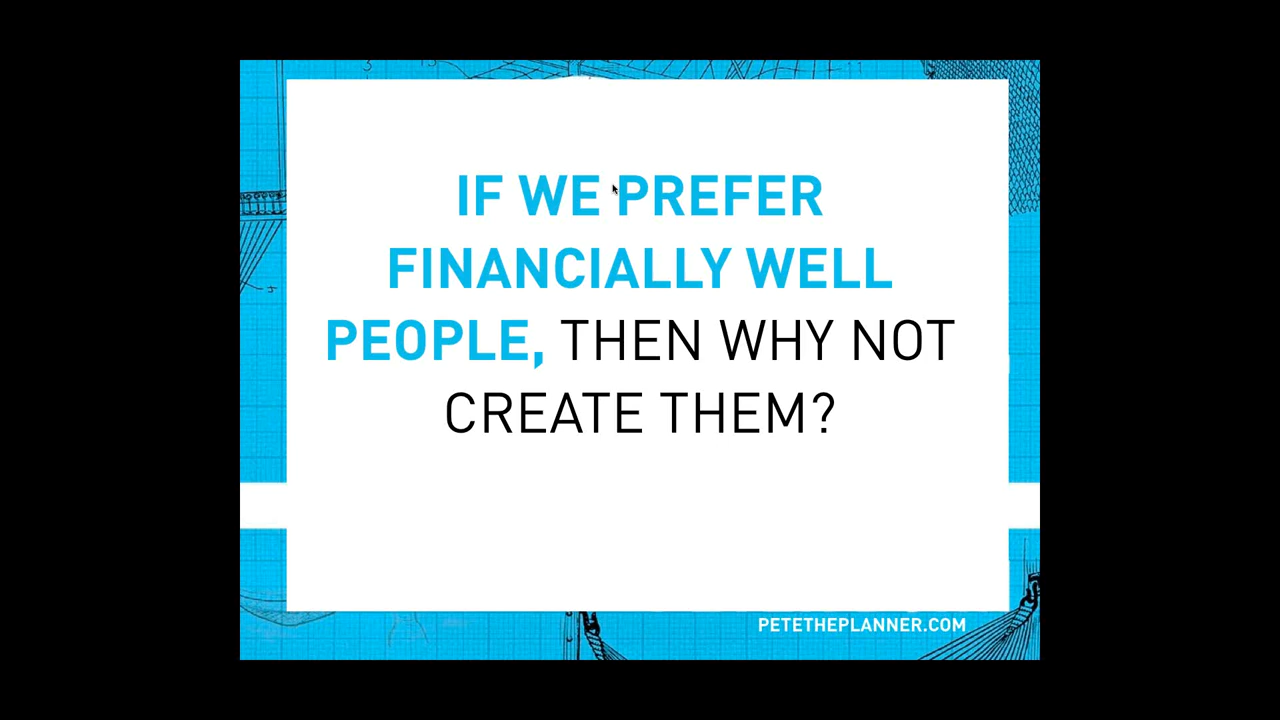 IF WE PREFER
FINANCIALLY WELL
PEOPLE, THEN WHY NOT
CREATE THEM?
PETETHEPLANNER.COM